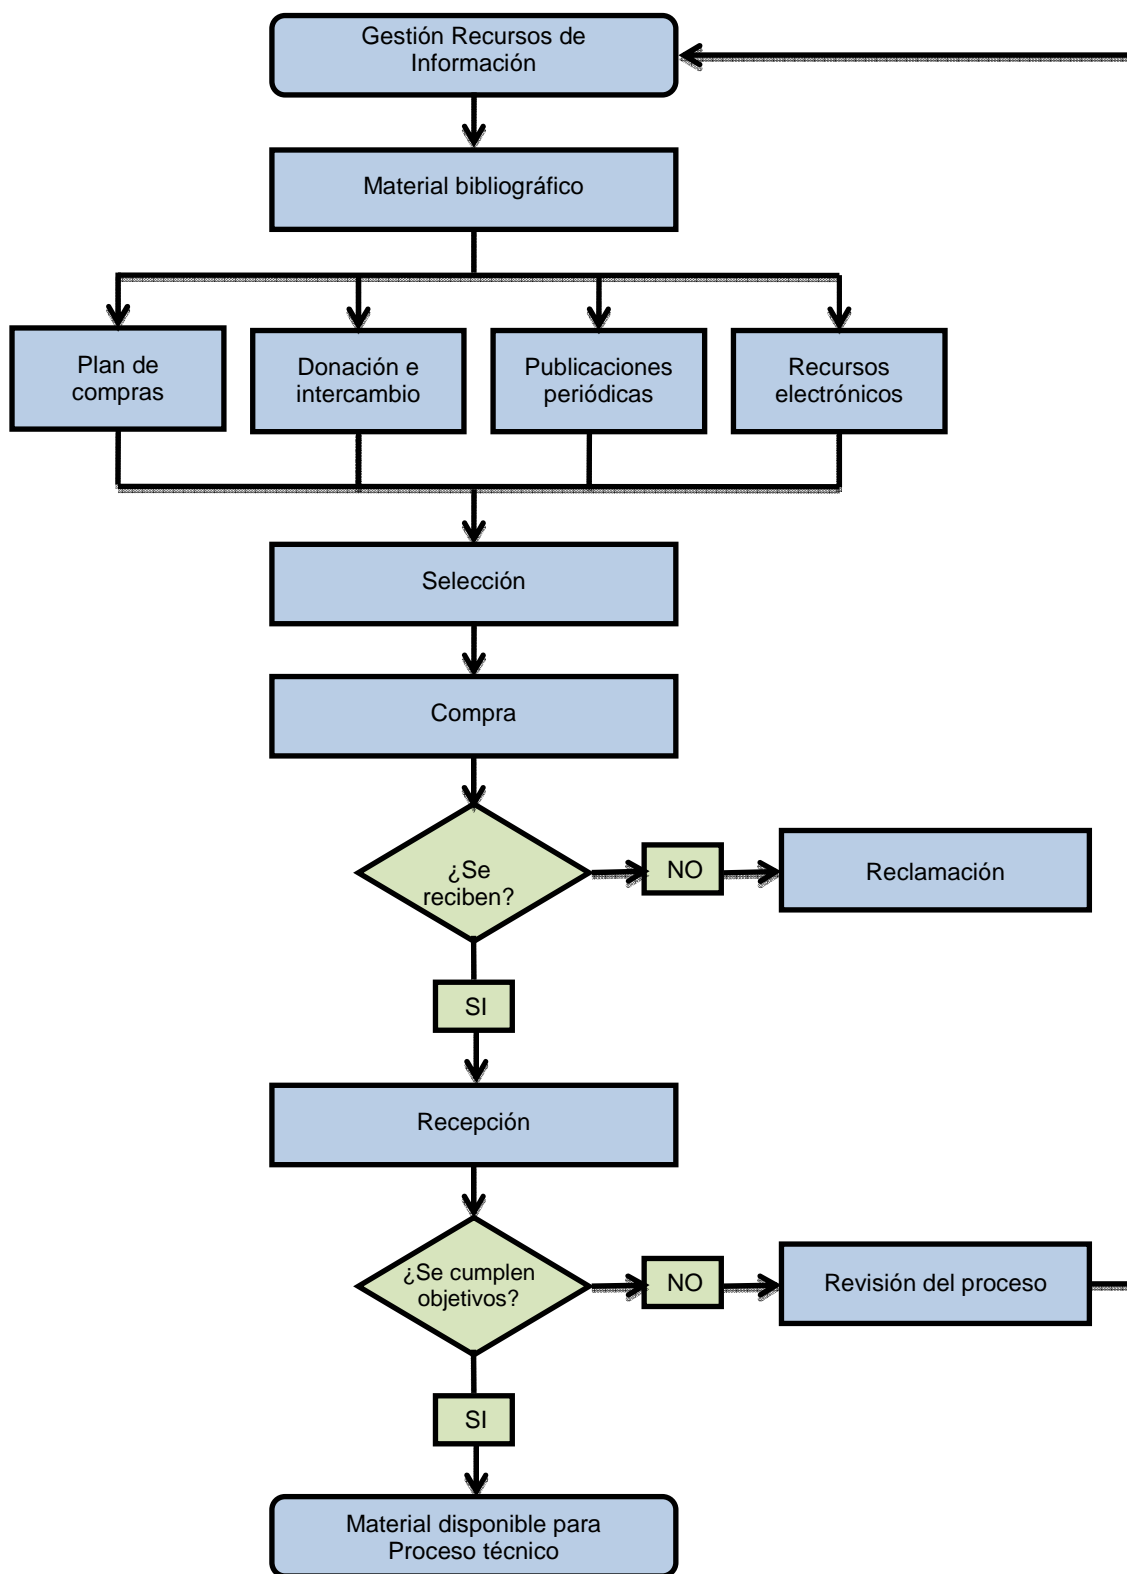 Gestión Recursos de
Información
Material bibliográfico
Plan de
compras
Donación e
intercambio
Publicaciones
periódicas
Recursos
electrónicos
Selección
Compra
¿Se
reciben?
NO
Reclamación
SI
Recepción
¿Se cumplen
objetivos?
NO
Revisión del proceso
SI
Material disponible para
Proceso técnico